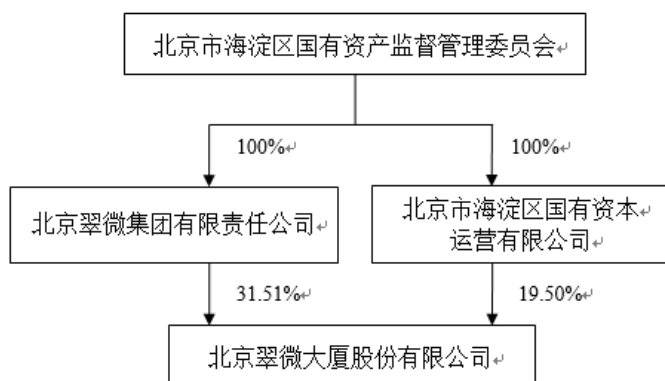 北京市海淀区国有资产监督管理委员会
100%
100%
北京翠微集团有限责任公司
北京市海淀区国有资本
运营有限公司
31.51%
19.50%
北京翠微大厦股份有限公司